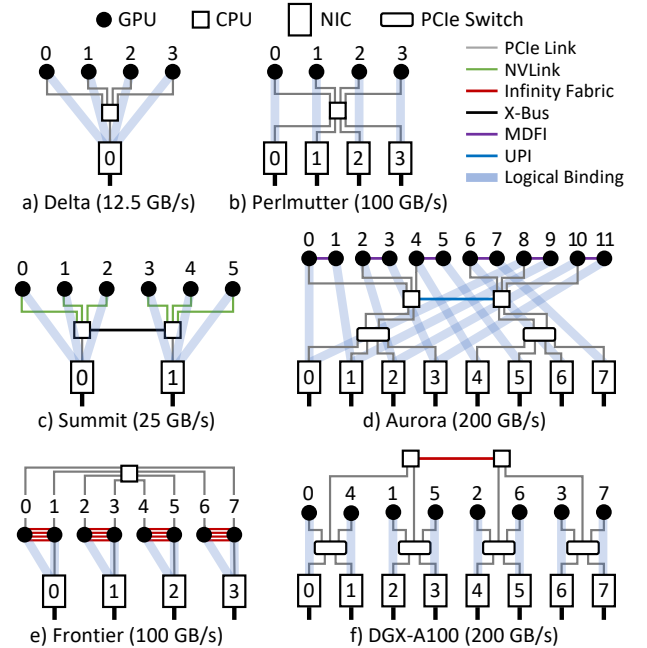 GPU CPU NIC PCIe Switch
PCIe Link
NVLink
Infinity Fabric
X-Bus
MDFI
UPI
Logical Binding
0 1 2 3
0
a) Delta (12.5 GB/s)
0 1 2 3
0 1 2 3
b) Perlmutter (100 GB/s)
0 1 2 3 4 5
0 1
c) Summit (25 GB/s)
0 1 2 3 4 5 6 7 8 9 10 11
0 1 2 3 4 5 6 7
d) Aurora (200 GB/s)
0 1 2 3 4 5 6 7
0 1 2 3
e) Frontier (100 GB/s)
0 4 1 5 2 6 3 7
0 1 2 3 4 5 6 7
f) DGX-A100 (200 GB/s)